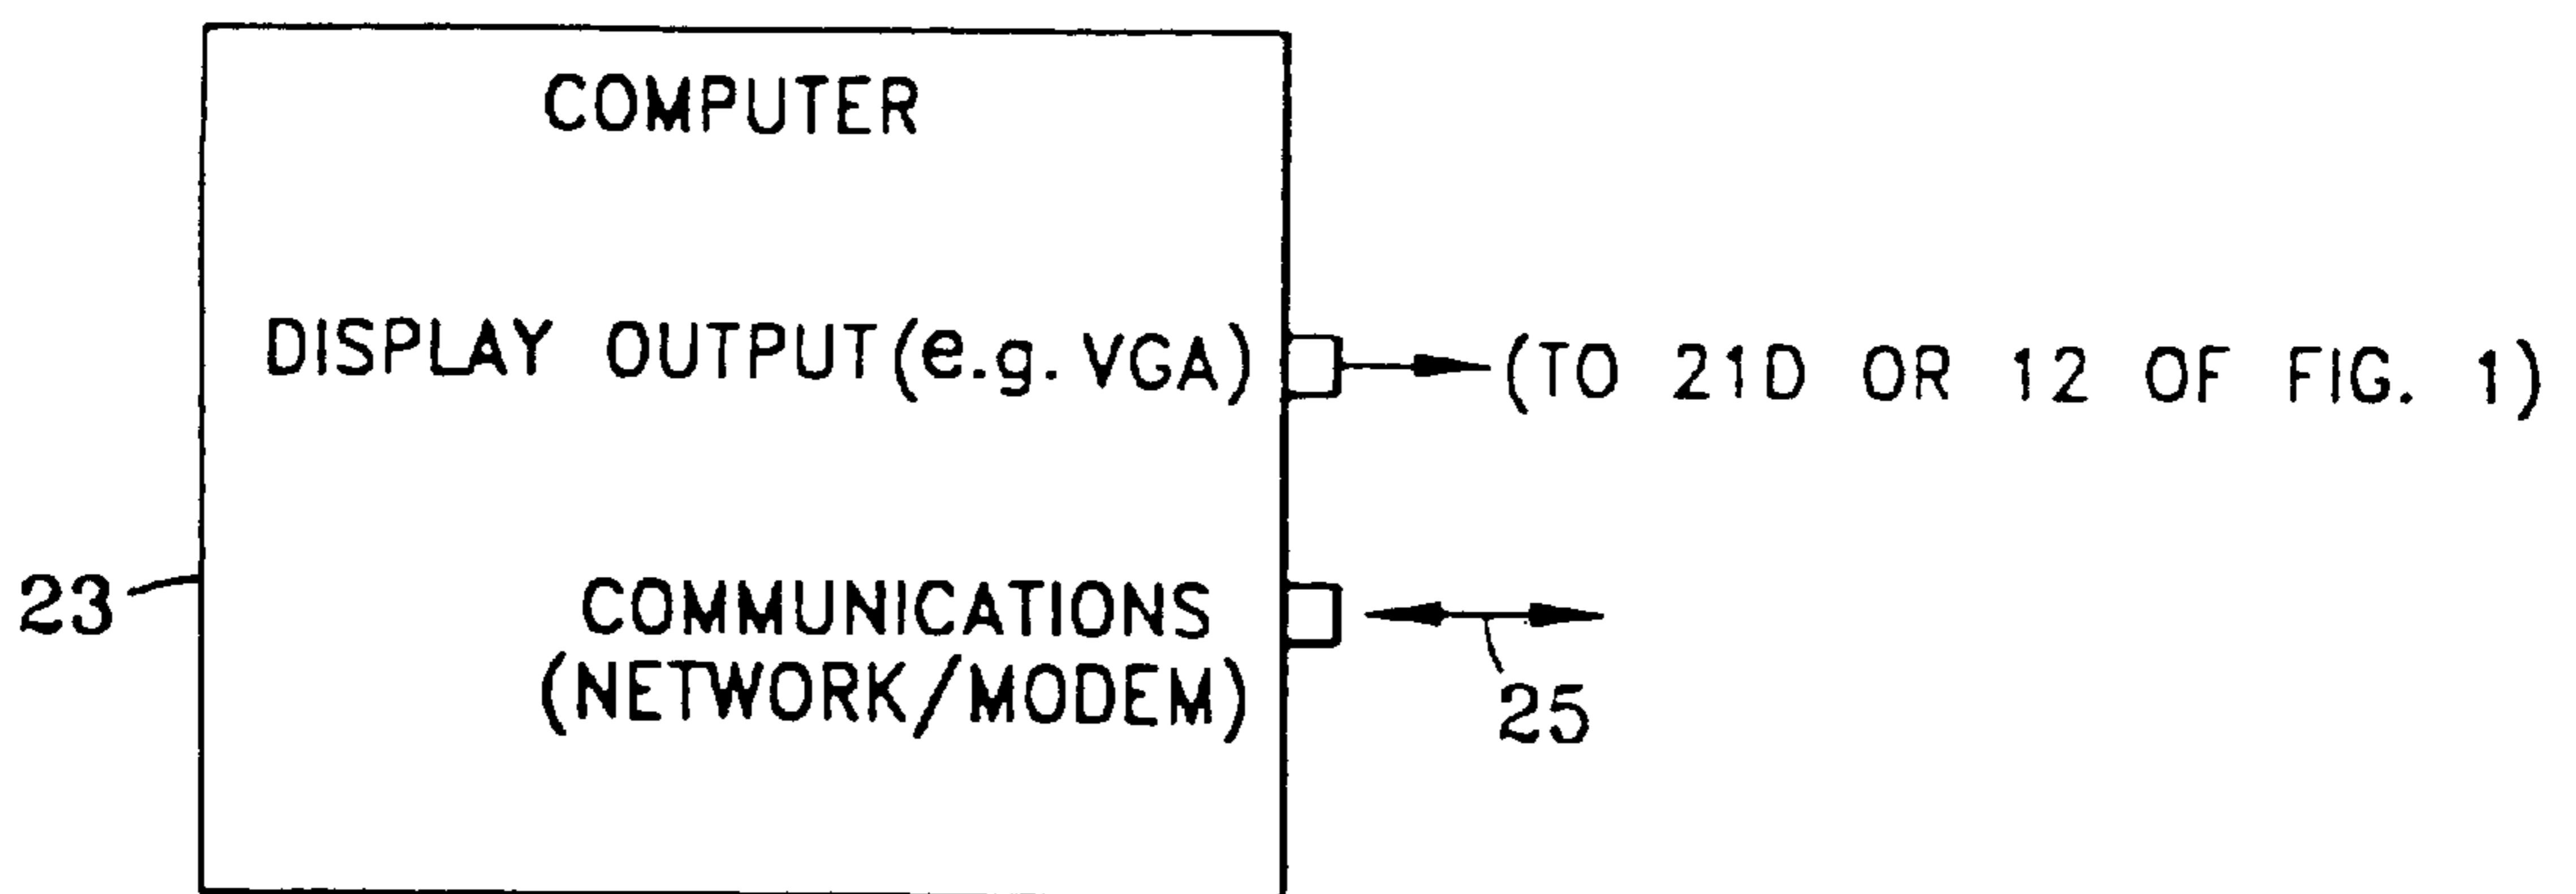 COMPUTER
DISPLAY OUTPUT (e.g. VGA)
(TO 21D OR 12 OF FIG. 1)
23
COMMUNICATIONS
(NETWORK/MODEM)
25